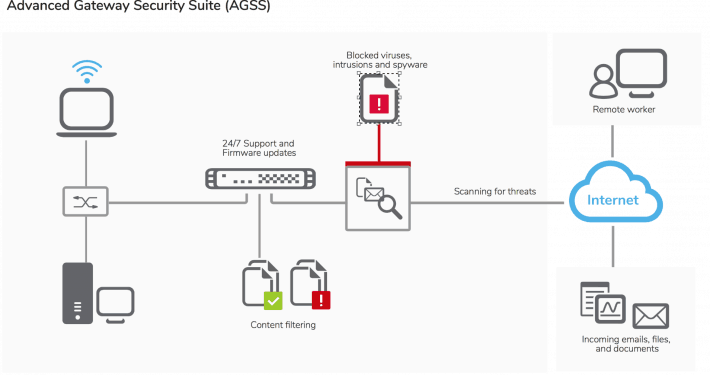 Advanced Gateway Security Suite (AGSS)
Blocked viruses,
intrusions and spyware
Remote worker
24/7 Support and
Firmware updates
Scanning for threats
Internet
Content filtering
Incoming emails, files,
and documents